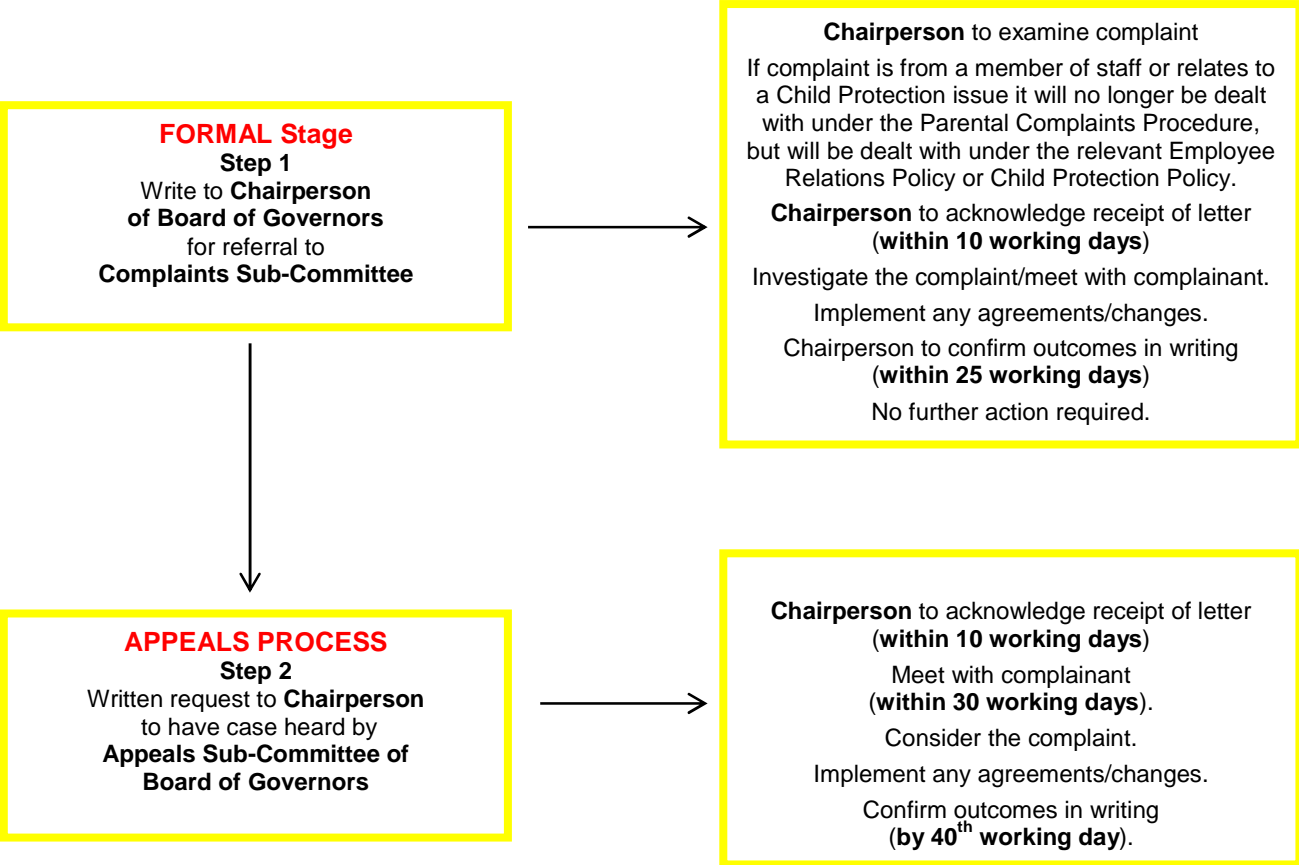 FORMAL Stage
Step 1
Write to Chairperson
of Board of Governors
for referral to
Complaints Sub-Committee
Chairperson to examine complaint
If complaint is from a member of staff or relates to
a Child Protection issue it will no longer be dealt
with under the Parental Complaints Procedure,
but will be dealt with under the relevant Employee
Relations Policy or Child Protection Policy.
Chairperson to acknowledge receipt of letter
(within 10 working days)
Investigate the complaint/meet with complainant.
Implement any agreements/changes.
Chairperson to confirm outcomes in writing
(within 25 working days)
No further action required.
APPEALS PROCESS
Step 2
Written request to Chairperson
to have case heard by
Appeals Sub-Committee of
Board of Governors
Chairperson to acknowledge receipt of letter
(within 10 working days)
Meet with complainant
(within 30 working days).
Consider the complaint.
Implement any agreements/changes.
Confirm outcomes in writing
(by 40th working day).